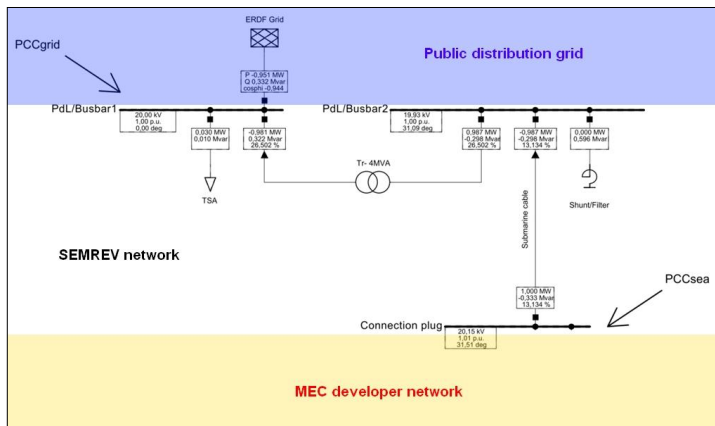 ERDF Grid
PCCgrid
Public distribution grid
P -0,951 MW
Q 0,332 Mvar
cosphi -0,944
PdL/Busbar1
PdL/Busbar2
20,00 kV
1,00 p.u.
0,00 deg
0,030 MW
0,010 Mvar
-0,981 MW
0,322 Mvar
26,502 %
19,93 kV
1,00 p.u.
31,09 deg
0,987 MW
-0,298 Mvar
26,502 %
-0,987 MW
-0,298 Mvar
13,134 %
0,000 MW
0,596 Mvar
Tr- 4MVA
TSA
Shunt/Filter
Submarine cable
SEMREV network
PCCsea
1,000 MW
-0,333 Mvar
13,134 %
Connection plug
20,15 kV
1,01 p.u.
31,51 deg
MEC developer network